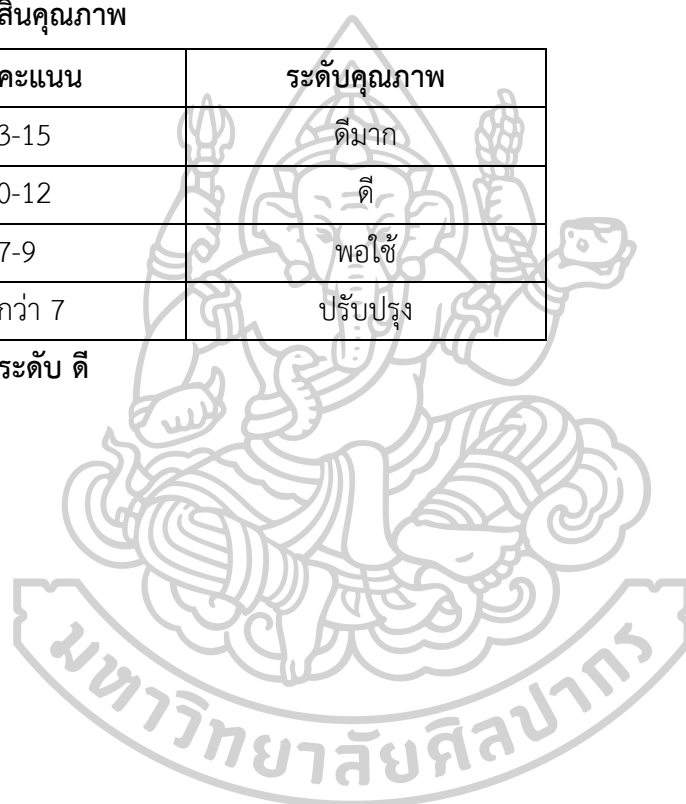 สินคุณภาพ
คะแนน ระดับคุณภาพ
3-15 ดีมาก
0-12 ดี
7-9 พอใช้
กว่า 7 ปรับปรุง
ระดับ ดี
มหาวิทยาลัยศิลปากร